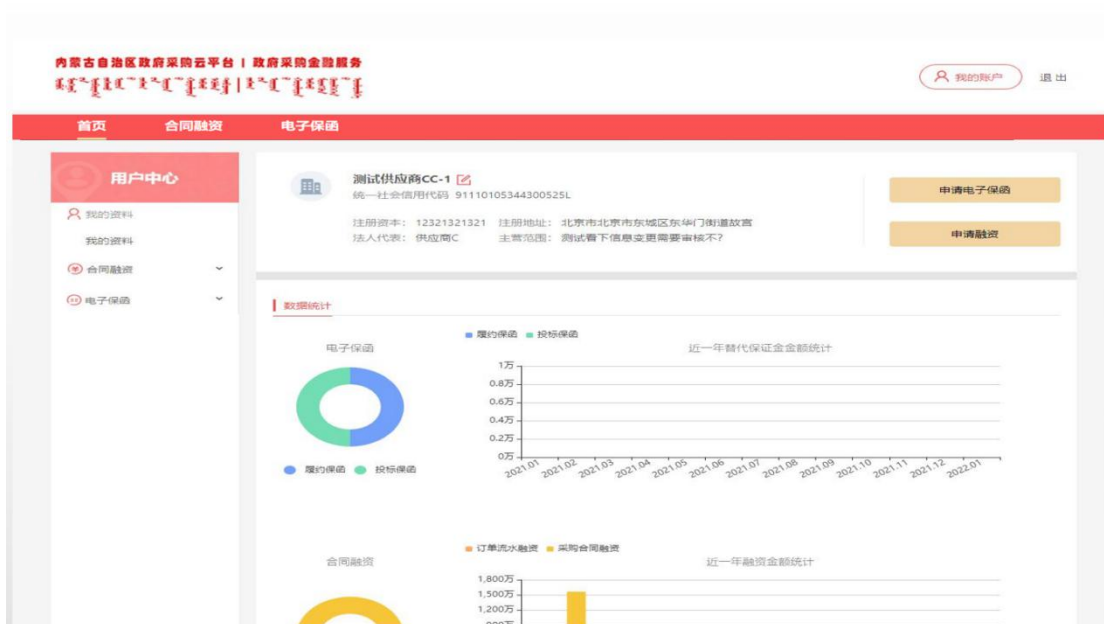 内蒙古自治区政府采购云平台 | 政府采购金融服务
我的账户
退出
首页 合同融资 电子保函
用户中心
我的资料
我的资料
合同融资
电子保函
测试供应商CC-1
统一社会信用代码 91110105344300525L
注册资本： 12321321321 注册地址： 北京市北京市东城区东华门街道故宫
法人代表： 供应商C 主营范围： 测试看下信息变更需要审核不?
申请电子保函
申请融资
数据统计
电子保函
履约保函 投标保函
履约保函 投标保函
近一年替代保证金金额统计
1万
0.8万
0.6万
0.4万
0.2万
0万
2021.01 2021.02 2021.03 2021.04 2021.05 2021.06 2021.07 2021.08 2021.09 2021.10 2021.11 2021.12 2022.01
合同融资
订单流水融资 采购合同融资
近一年融资金额统计
1,800万
1,500万
1,200万
900万